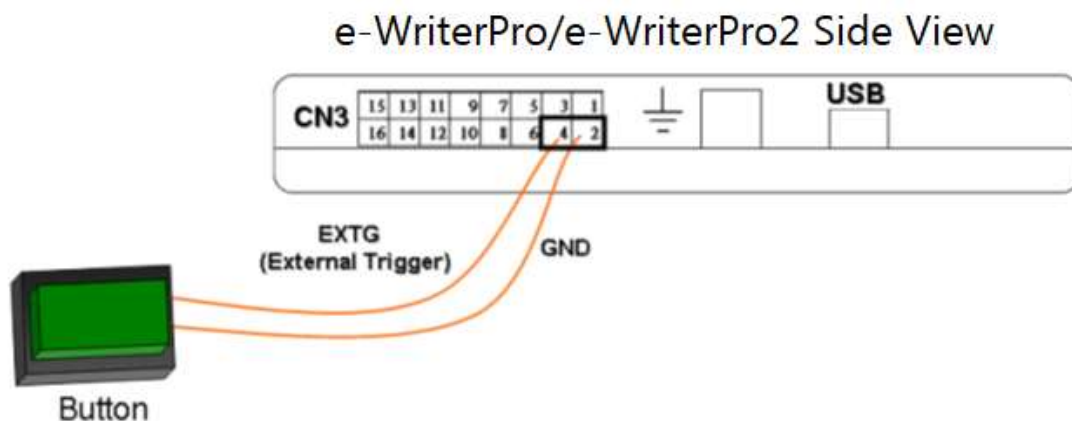 e-WriterPro/e-WriterPro2 Side View
CN3
15 13 11 9 7 5 3 1
16 14 12 10 8 6 4 2
USB
EXTG
(External Trigger)
GND
Button